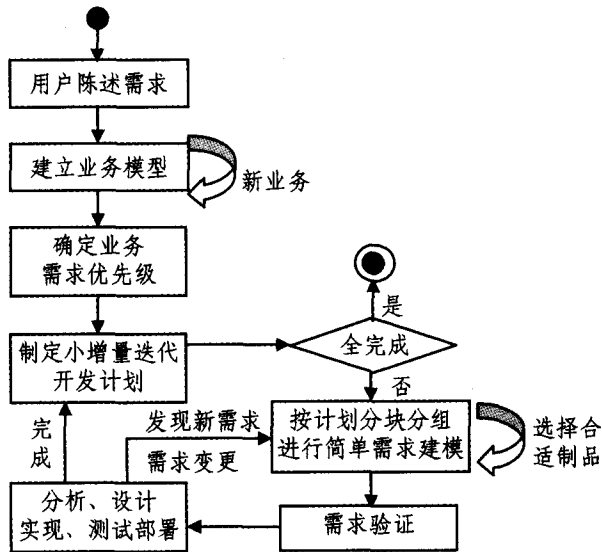 用户陈述需求
建立业务模型
新业务
确定业务
需求优先级
制定小增量迭代
开发计划
是
全完成
否
按计划分块分组
进行简单需求建模
选择合
适制品
发现新需求
需求变更
完
成
分析、设计
实现、测试部署
需求验证